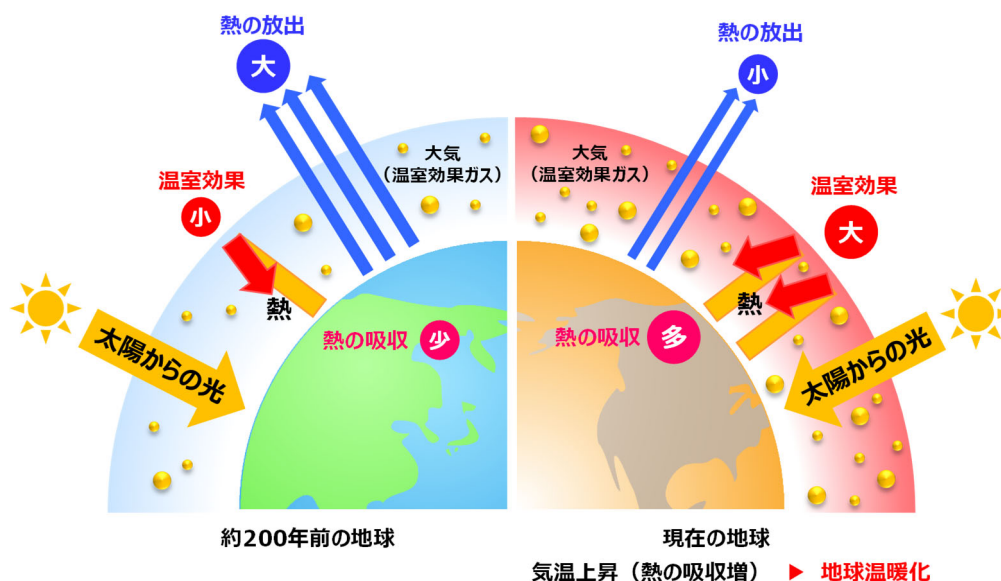 熱の放出
大
温室効果
小
大気
(温室効果ガス)
熱
太陽からの光
熱の吸収 少
約200年前の地球
熱の放出
小
大気
(温室効果ガス)
温室効果
大
熱
熱の吸収 多
太陽からの光
現在の地球
気温上昇(熱の吸収増) ▶ 地球温暖化